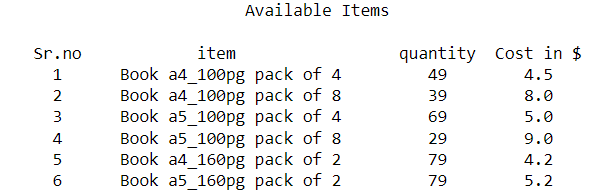 Available Items
Sr.no item quantity Cost in $
1 Book a4_100pg pack of 4 49 4.5
2 Book a4_100pg pack of 8 39 8.0
3 Book a5_100pg pack of 4 69 5.0
4 Book a5_100pg pack of 8 29 9.0
5 Book a4_160pg pack of 2 79 4.2
6 Book a5_160pg pack of 2 79 5.2